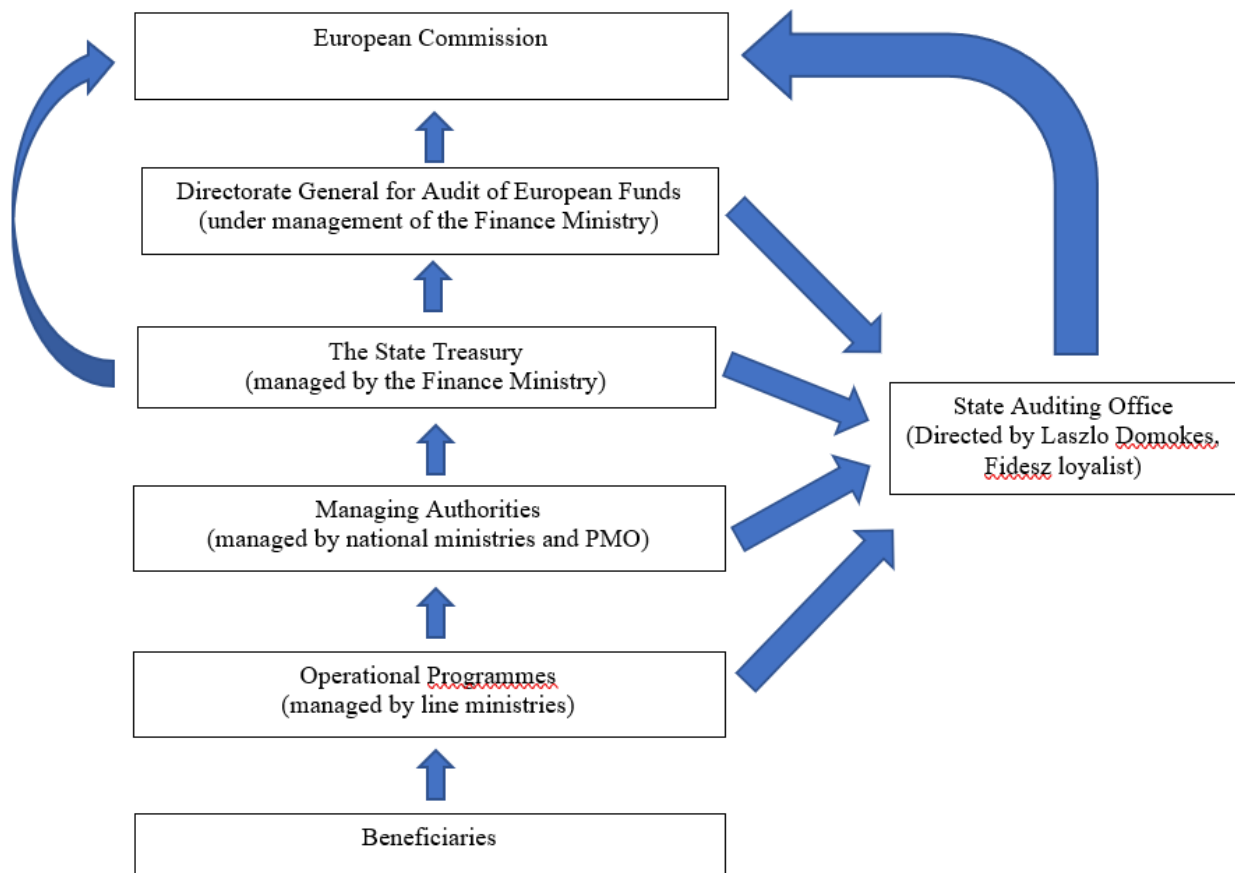 European Commission
Directorate General for Audit of European Funds
(under management of the Finance Ministry)
The State Treasury
(managed by the Finance Ministry)
State Auditing Office
(Directed by Laszlo Domokes,
Fidesz loyalist)
Managing Authorities
(managed by national ministries and PMO)
Operational Programmes
(managed by line ministries)
Beneficiaries